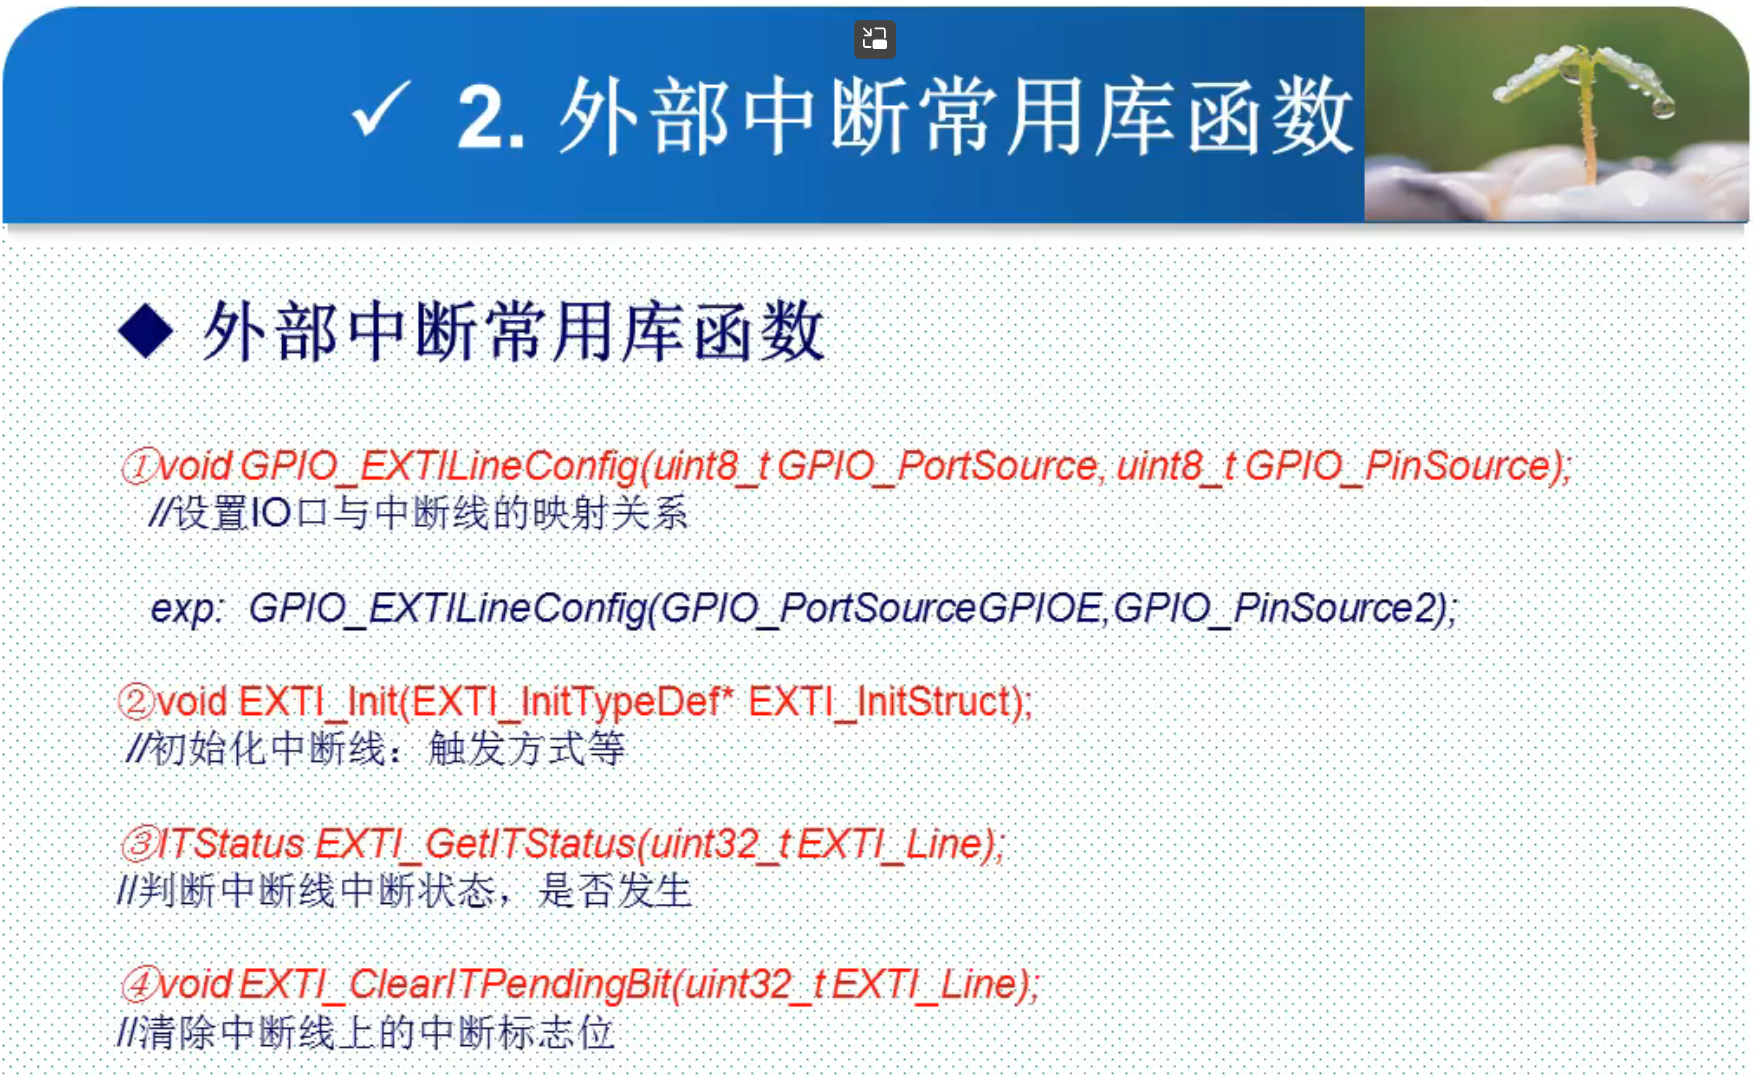 ✓ 2. 外部中断常用库函数
◆ 外部中断常用库函数
①void GPIO_EXTILineConfig(uint8_t GPIO_PortSource, uint8_t GPIO_PinSource);
//设置IO口与中断线的映射关系
exp: GPIO_EXTILineConfig(GPIO_PortSourceGPIOE,GPIO_PinSource2);
②void EXTI_Init(EXTI_InitTypeDef* EXTI_InitStruct);
//初始化中断线：触发方式等
③ITStatus EXTI_GetITStatus(uint32_t EXTI_Line);
//判断中断线中断状态，是否发生
④void EXTI_ClearITPendingBit(uint32_t EXTI_Line);
//清除中断线上的中断标志位